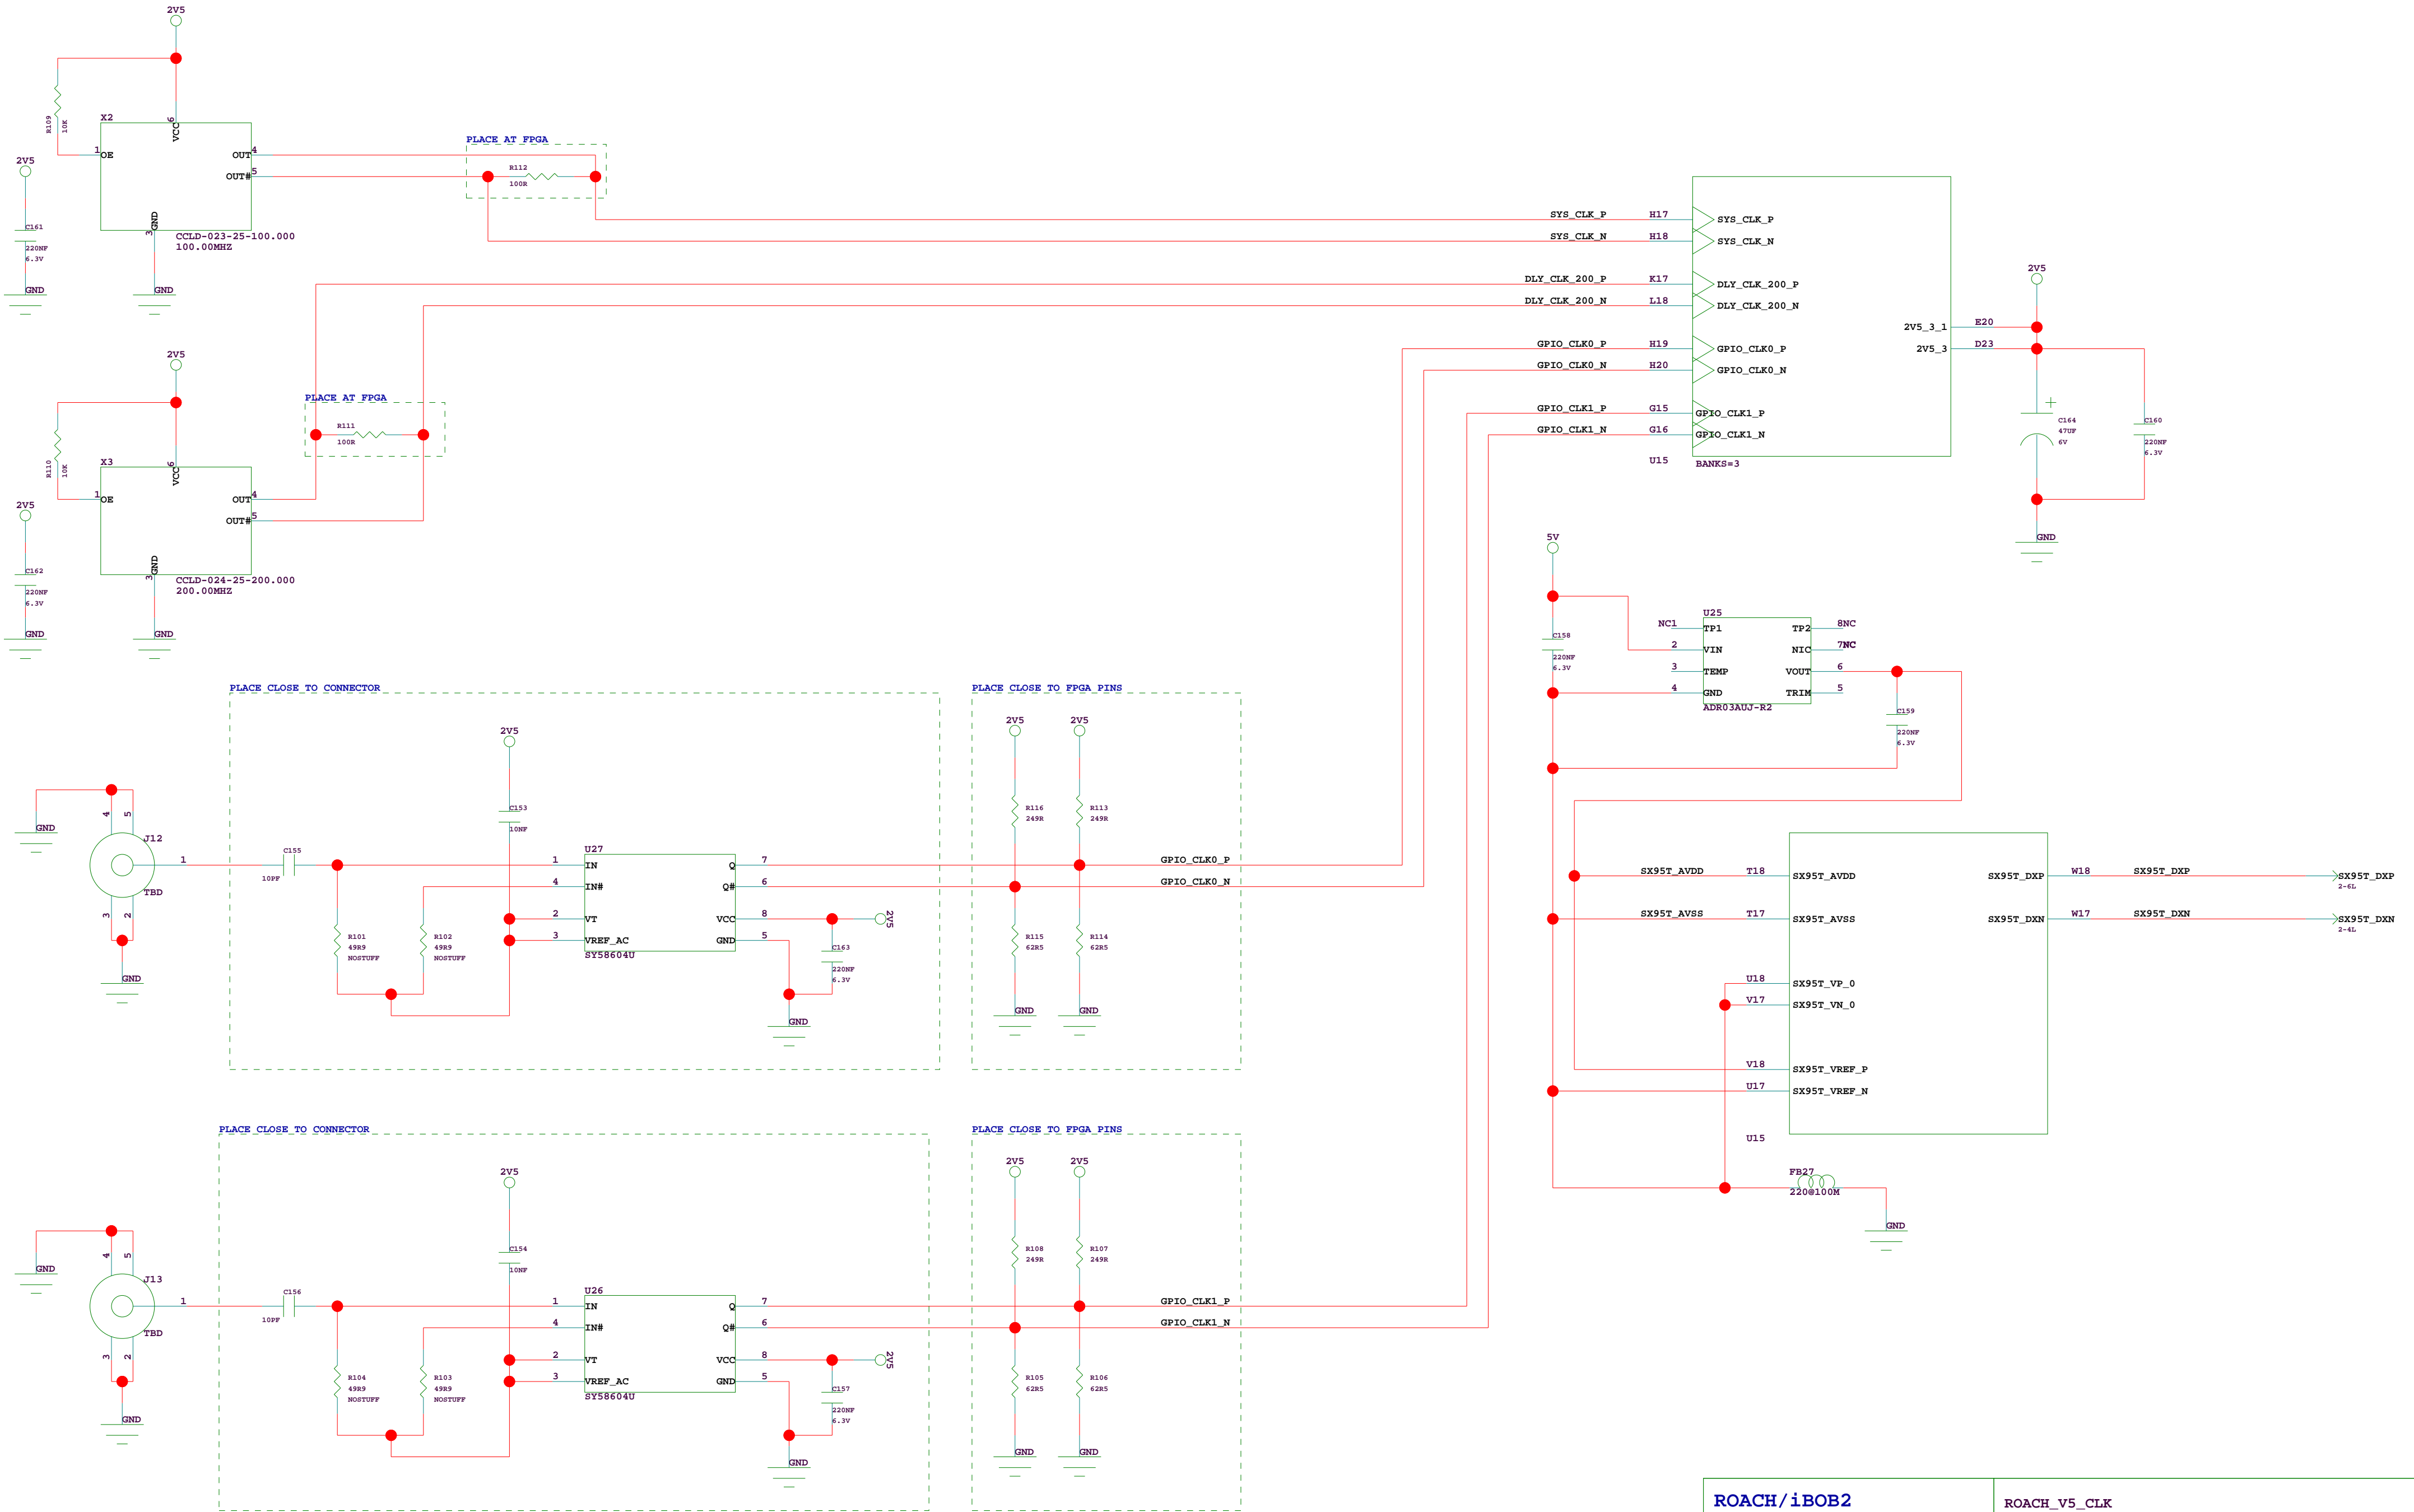 2V5
R109
10K
X2
VCC
6
1
OE
OUT
4
OUT#
5
GND
3
CCLD-023-25-100.000
100.00MHZ
2V5
C161
220NF
6.3V
GND
GND
PLACE AT FPGA
R112
100R
2V5
R110
10K
X3
VCC
6
1
OE
OUT
4
OUT#
5
GND
3
CCLD-024-25-200.000
200.00MHZ
2V5
C162
220NF
6.3V
GND
GND
PLACE AT FPGA
R111
100R
SYS_CLK_P
H17
SYS_CLK_P
SYS_CLK_N
H18
SYS_CLK_N
DLY_CLK_200_P
K17
DLY_CLK_200_P
DLY_CLK_200_N
L18
DLY_CLK_200_N
GPIO_CLK0_P
H19
GPIO_CLK0_P
GPIO_CLK0_N
H20
GPIO_CLK0_N
GPIO_CLK1_P
G15
GPIO_CLK1_P
GPIO_CLK1_N
G16
GPIO_CLK1_N
U15
BANKS=3
2V5_3_1
E20
2V5_3
D23
2V5
C164
47UF
6V
C160
220NF
6.3V
GND
5V
C158
220NF
6.3V
U25
NC1
TP1
TP2
8NC
2
VIN
NIC
7NC
3
TEMP
VOUT
6
4
GND
TRIM
5
ADR03AUJ-R2
C159
220NF
6.3V
PLACE CLOSE TO CONNECTOR
2V5
C153
10NF
GND
4
5
J12
1
TBD
3
2
GND
C155
10PF
R101
49R9
NOSTUFF
R102
49R9
NOSTUFF
U27
1
IN
Q
7
4
IN#
Q#
6
2
VT
VCC
8
3
VREF_AC
GND
5
SY58604U
2V5
C163
220NF
6.3V
GND
PLACE CLOSE TO FPGA PINS
2V5
2V5
R116
249R
R113
249R
GPIO_CLK0_P
GPIO_CLK0_N
R115
62R5
R114
62R5
GND
GND
SX95T_AVDD
T18
SX95T_AVDD
SX95T_AVSS
T17
SX95T_AVSS
U18
SX95T_VP_0
V17
SX95T_VN_0
V18
SX95T_VREF_P
U17
SX95T_VREF_N
U15
SX95T_DXP
W18
SX95T_DXP
SX95T_DXP
2-6L
SX95T_DXN
W17
SX95T_DXN
SX95T_DXN
2-4L
FB27
220@100M
GND
PLACE CLOSE TO CONNECTOR
2V5
C154
10NF
GND
4
5
J13
1
TBD
3
2
GND
C156
10PF
R104
49R9
NOSTUFF
R103
49R9
NOSTUFF
U26
1
IN
Q
7
4
IN#
Q#
6
2
VT
VCC
8
3
VREF_AC
GND
5
SY58604U
2V5
C157
220NF
6.3V
GND
PLACE CLOSE TO FPGA PINS
2V5
2V5
R108
249R
R107
249R
GPIO_CLK1_P
GPIO_CLK1_N
R105
62R5
R106
62R5
GND
GND
ROACH/iBOB2
ROACH_V5_CLK